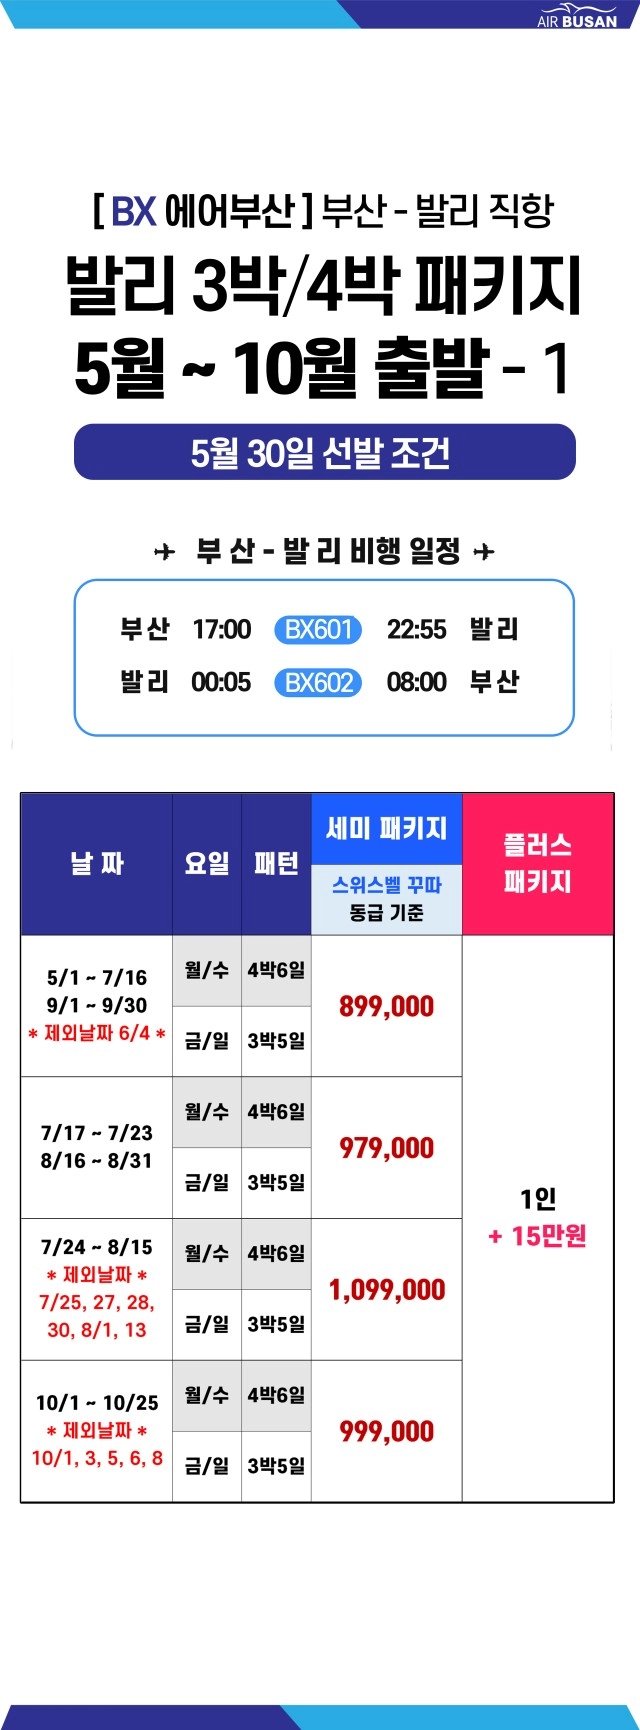 AIR BUSAN
[ BX 에어부산 ] 부산 - 발리 직항
발리 3박/4박 패키지
5월 ~ 10월 출발 - 1
5월 30일 선발 조건
부 산 - 발 리 비행 일정
부산 17:00 BX601 22:55 발리
발리 00:05 BX602 08:00 부산
날 짜 요일 패턴 세미 패키지 플러스 패키지
스위스벨 꾸따
동급 기준
5/1 ~ 7/16
9/1 ~ 9/30
* 제외날짜 6/4 *
월/수 4박6일
금/일 3박5일
899,000
7/17 ~ 7/23
8/16 ~ 8/31
월/수 4박6일
금/일 3박5일
979,000
7/24 ~ 8/15
* 제외날짜 *
7/25, 27, 28,
30, 8/1, 13
월/수 4박6일
금/일 3박5일
1,099,000
10/1 ~ 10/25
* 제외날짜 *
10/1, 3, 5, 6, 8
월/수 4박6일
금/일 3박5일
999,000
1인
+ 15만원